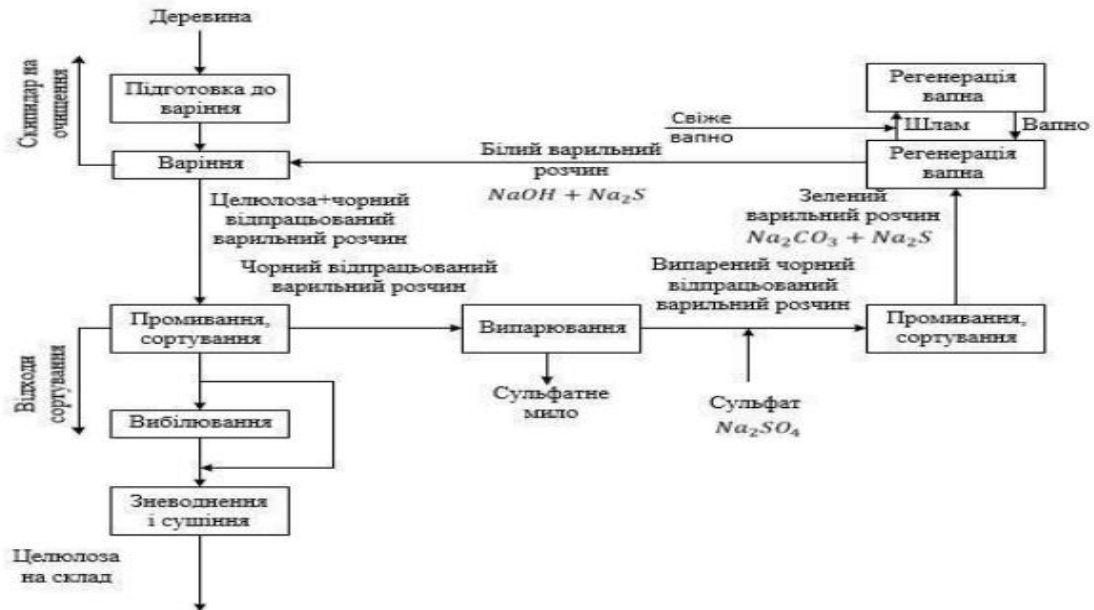 Деревина
Скипидар на
очищення
Підготовка до
варіння
Варіння
Регенерація
вапна
Свіже
вапно
Шлам
Вапно
Білий варильний
розчин
NaOH + Na₂S
Регенерація
вапна
Целюлоза+чорний
відпрацьований
варильний розчин
Зелений
варильний розчин
Na₂CO₃ + Na₂S
Чорний відпрацьований
варильний розчин
Випарений чорний
відпрацьований
варильний розчин
Промивання,
сортування
Випарювання
Промивання,
сортування
Відходи
сортування
Сульфатне
мило
Сульфат
Na₂SO₄
Вибілювання
Зневоднення
і сушіння
Целюлоза
на склад